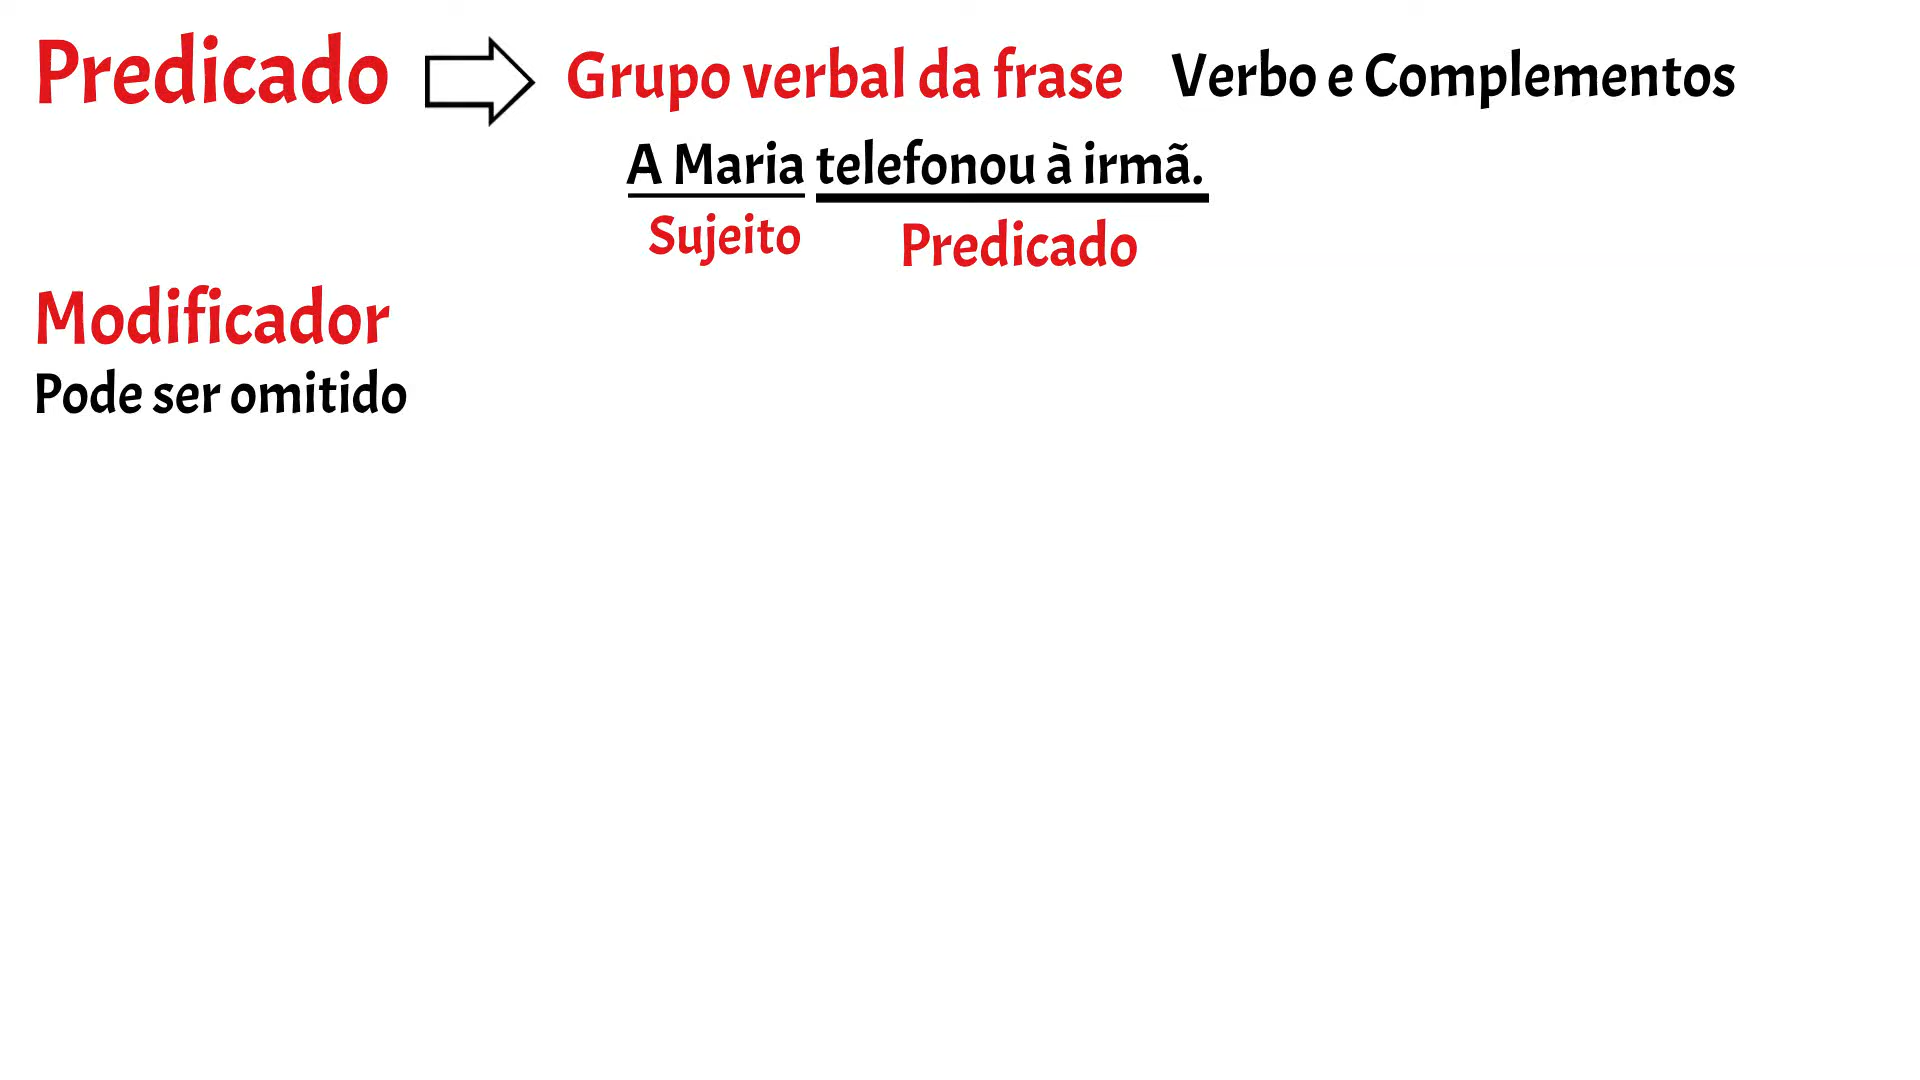 Predicado Grupo verbal da frase Verbo e Complementos
A Maria telefonou à irmã.
Sujeito Predicado
Modificador
Pode ser omitido